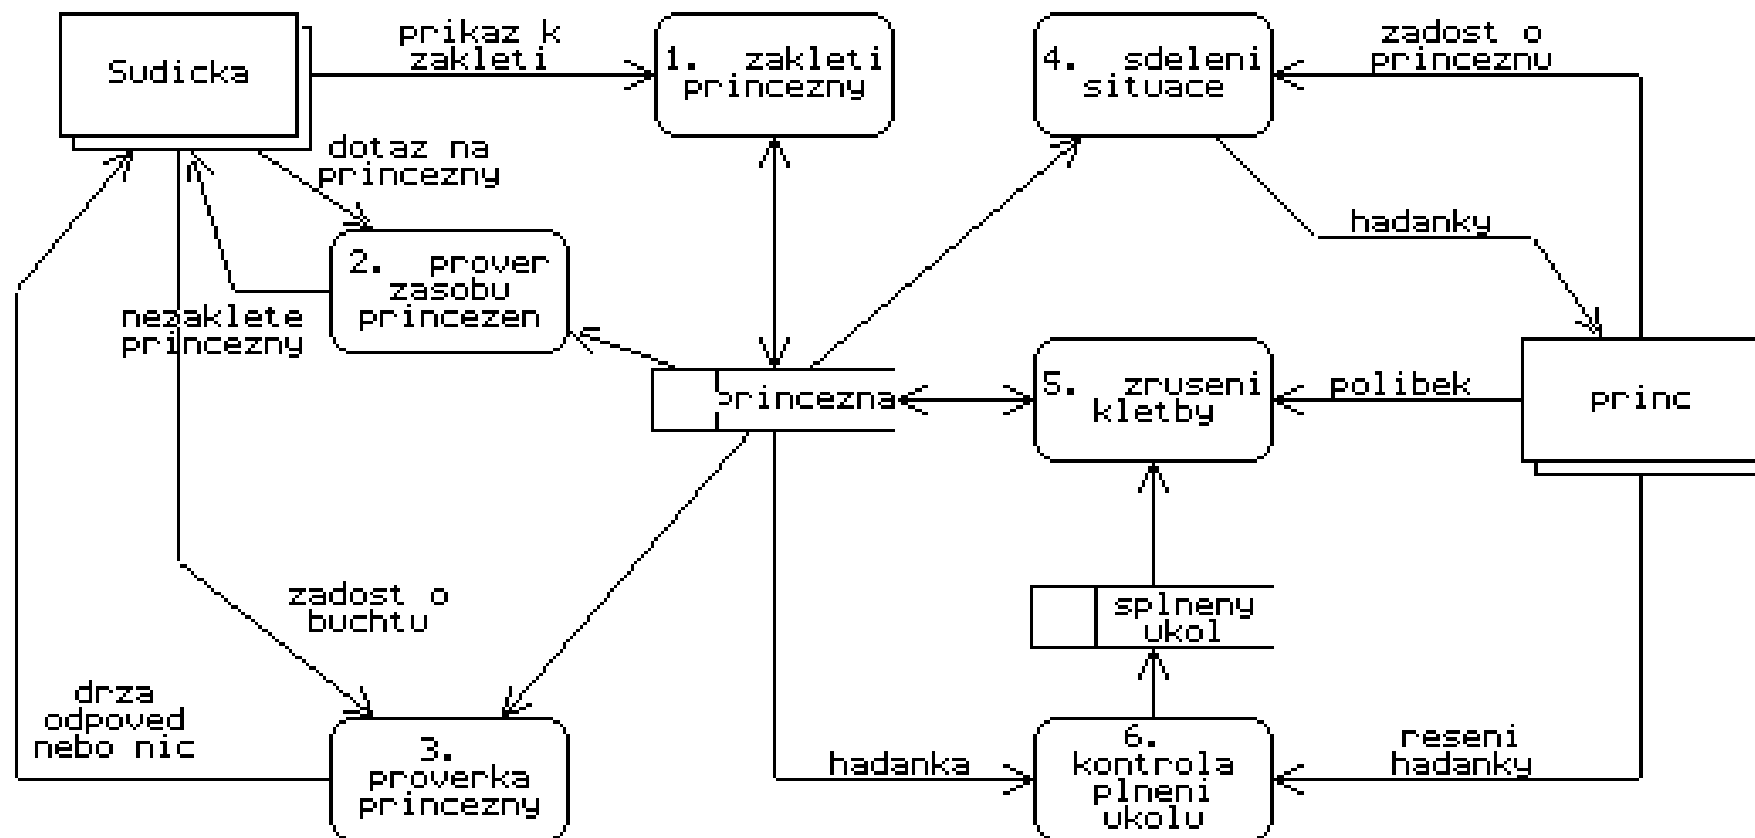 Sudicka
prikaz k
zakleti
1. zakleti
princezny
4. sdeleni
situace
zadost o
princeznu
dotaz na
princezny
2. prover
zasobu
princezen
hadanky
nezaklete
princezny
princezna
5. zruseni
kletby
polibek
princ
zadost o
buchtu
splneny
ukol
drza
odpoved
nebo nic
3.
proverka
princezny
hadanka
6.
kontrola
plneni
ukolu
reseni
hadanky